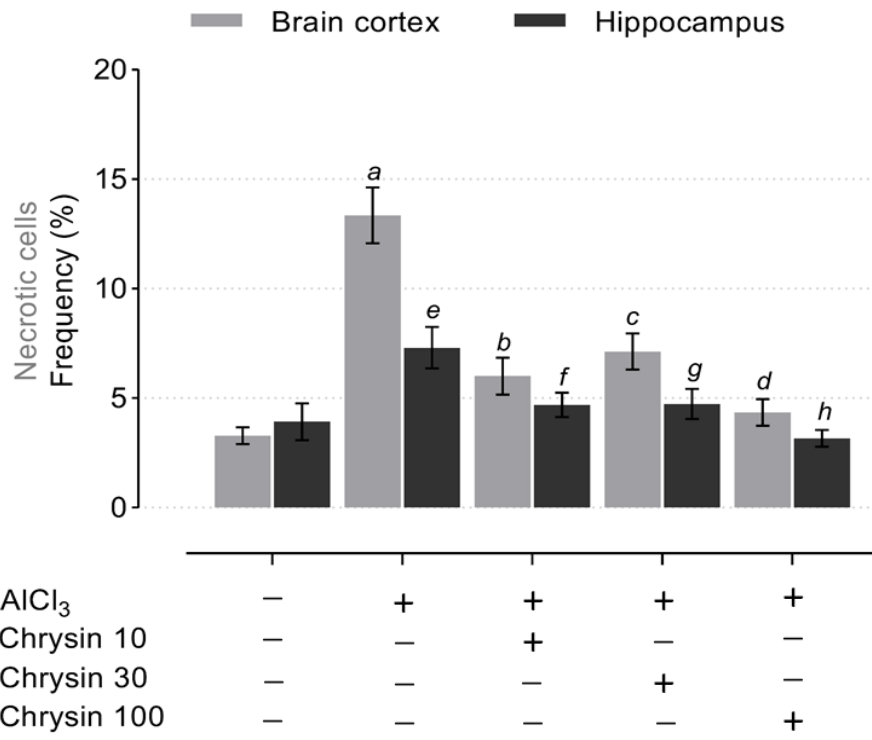 Brain cortex Hippocampus
Necrotic cells
Frequency (%)
20
15
10
5
0
a
e
b
f
c
g
d
h
AlCl₃ – + + + +
Chrysin 10 – – + – –
Chrysin 30 – – – + –
Chrysin 100 – – – – +